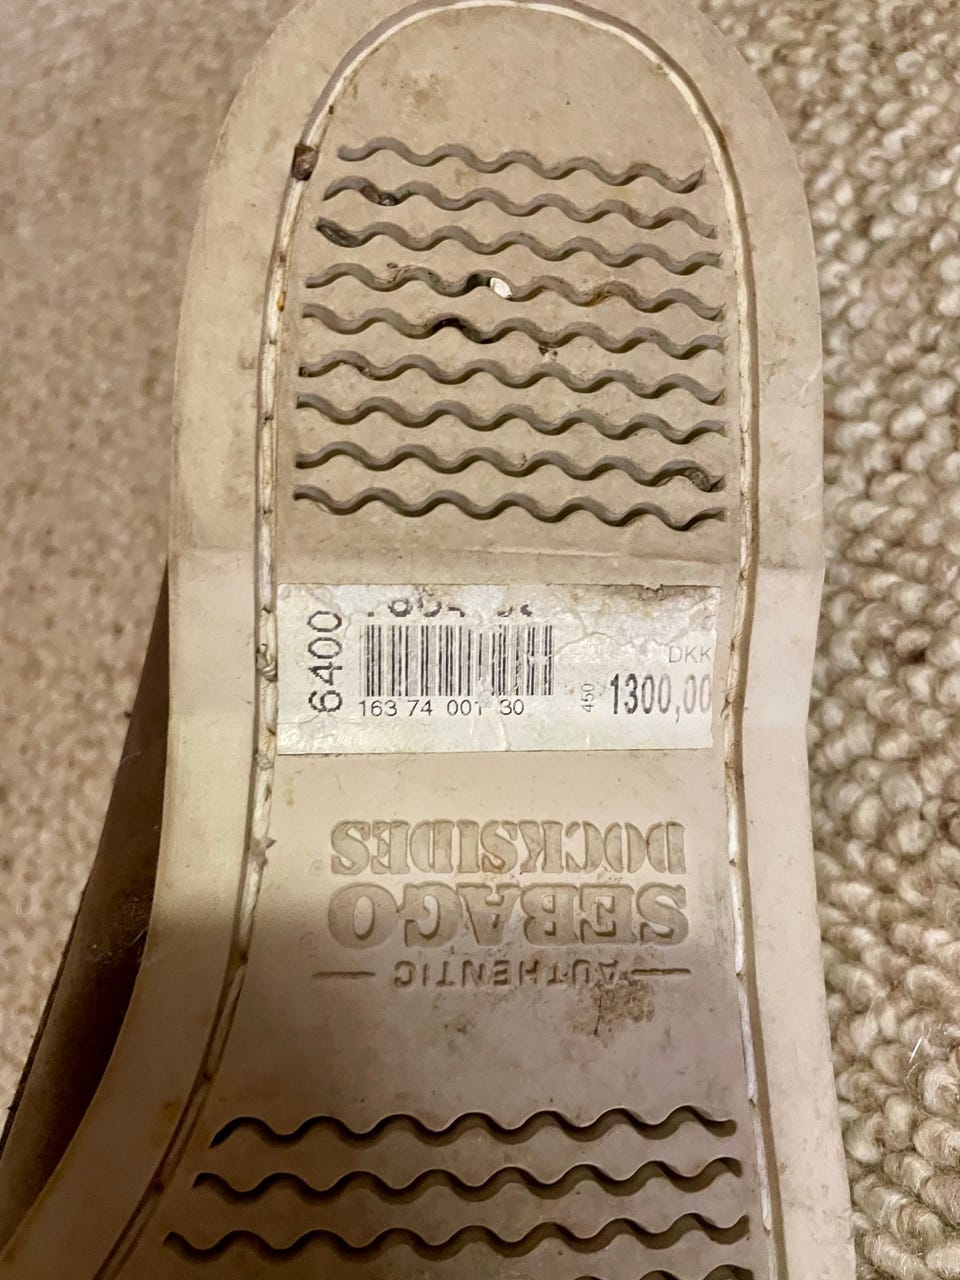 6400
DKK
163 74 001 30
450
1300,00
AUTHENTIC
SEBAGO®
DOCKSIDES®